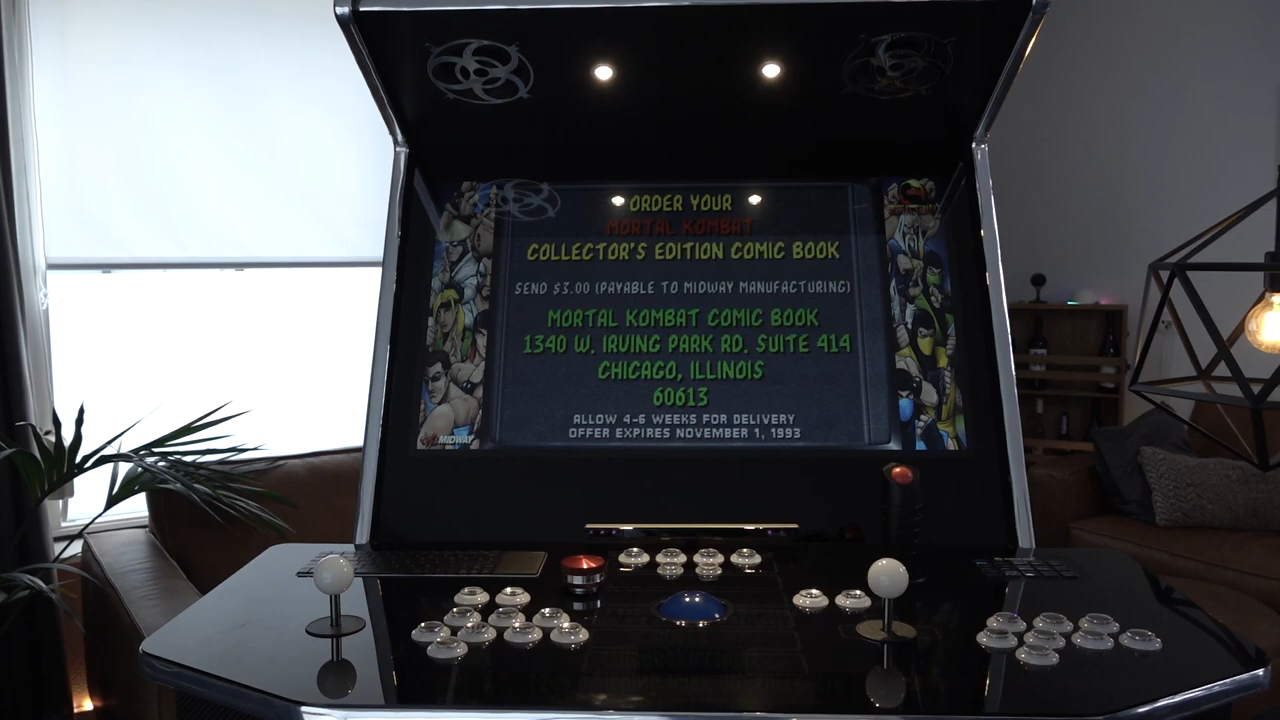 ORDER YOUR
MORTAL KOMBAT
COLLECTOR'S EDITION COMIC BOOK
SEND $3.00 (PAYABLE TO MIDWAY MANUFACTURING)
MORTAL KOMBAT COMIC BOOK
1340 W. IRVING PARK RD. SUITE 414
CHICAGO, ILLINOIS
60613
ALLOW 4-6 WEEKS FOR DELIVERY
OFFER EXPIRES NOVEMBER 1, 1993
MIDWAY